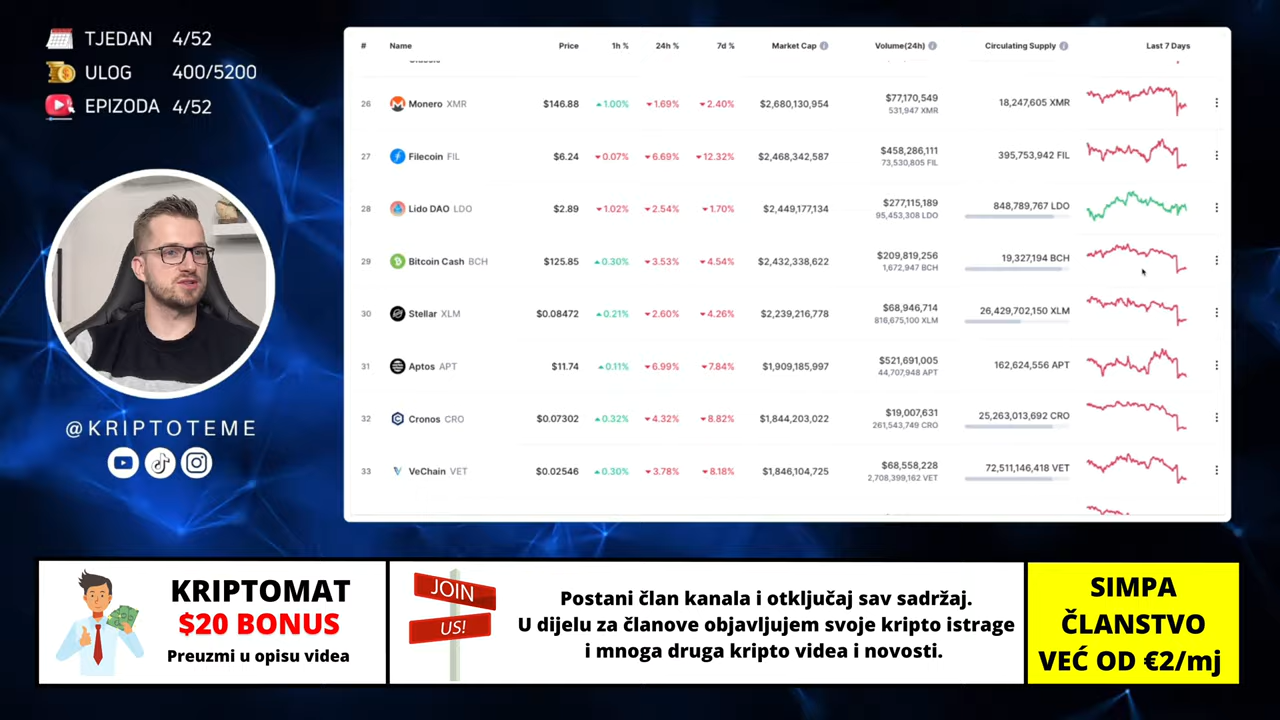 TJEDAN 4/52
ULOG 400/5200
EPIZODA 4/52
@KRIPTOTEME
# Name Price 1h % 24h % 7d % Market Cap Volume(24h) Circulating Supply Last 7 Days
26 Monero XMR $146.88 1.00% 1.69% 2.40% $2,680,130,954 $77,170,549 18,247,605 XMR
531,947 XMR
27 Filecoin FIL $6.24 0.07% 6.69% 12.32% $2,468,342,587 $458,286,111 395,753,942 FIL
73,530,805 FIL
28 Lido DAO LDO $2.89 1.02% 2.54% 1.70% $2,449,177,134 $277,115,189 848,789,767 LDO
95,453,308 LDO
29 Bitcoin Cash BCH $125.85 0.30% 3.53% 4.54% $2,432,338,622 $209,819,256 19,327,194 BCH
1,672,947 BCH
30 Stellar XLM $0.08472 0.21% 2.60% 4.26% $2,239,216,778 $68,946,714 26,429,702,150 XLM
816,675,100 XLM
31 Aptos APT $11.74 0.11% 6.99% 7.84% $1,909,185,997 $521,691,005 162,624,556 APT
44,707,948 APT
32 Cronos CRO $0.07302 0.32% 4.32% 8.82% $1,844,203,022 $19,007,631 25,263,013,692 CRO
261,543,749 CRO
33 VeChain VET $0.02546 0.30% 3.78% 8.18% $1,846,104,725 $68,558,228 72,511,146,418 VET
2,708,399,162 VET
KRIPTOMAT
$20 BONUS
Preuzmi u opisu videa
JOIN
US!
Postani član kanala i otključaj sav sadržaj.
U dijelu za članove objavljujem svoje kripto istrage
i mnoga druga kripto videa i novosti.
SIMPA
ČLANSTVO
VEĆ OD €2/mj